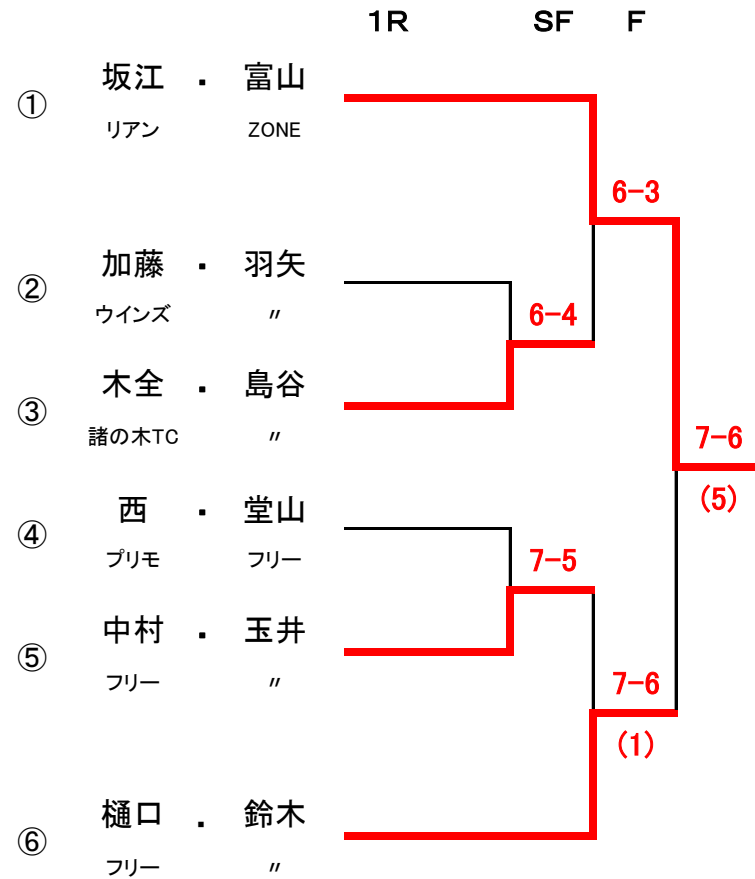 1R SF F
坂江 ・ 富山
①
リアン ZONE
6-3
加藤 ・ 羽矢
②
ウインズ 〃
6-4
木全 ・ 島谷
③
諸の木TC 〃
7-6
(5)
西 ・ 堂山
④
プリモ フリー
7-5
中村 ・ 玉井
⑤
フリー 〃
7-6
(1)
樋口 ・ 鈴木
⑥
フリー 〃